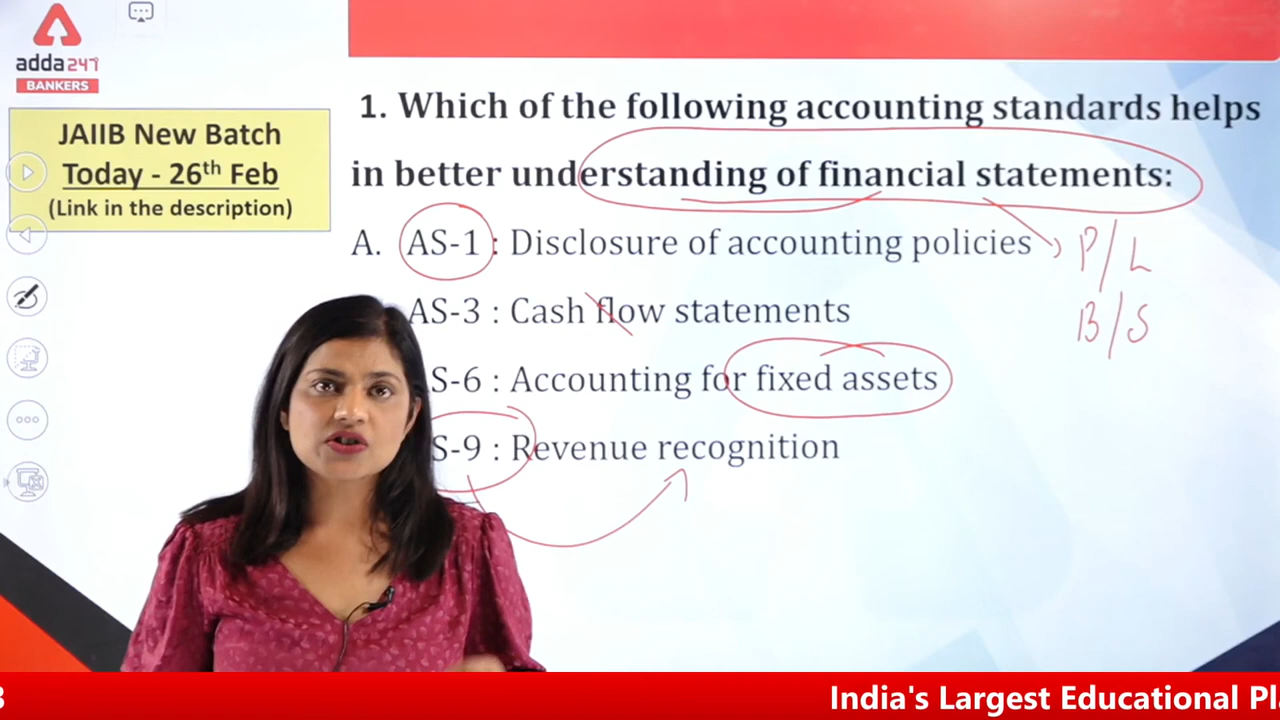 adda247
BANKERS
JAIIB New Batch
Today - 26th Feb
(Link in the description)
1. Which of the following accounting standards helps
in better understanding of financial statements:
A. AS-1 : Disclosure of accounting policies
P/L
AS-3 : Cash flow statements
B/S
S-6 : Accounting for fixed assets
S-9 : Revenue recognition
3
India's Largest Educational Pl